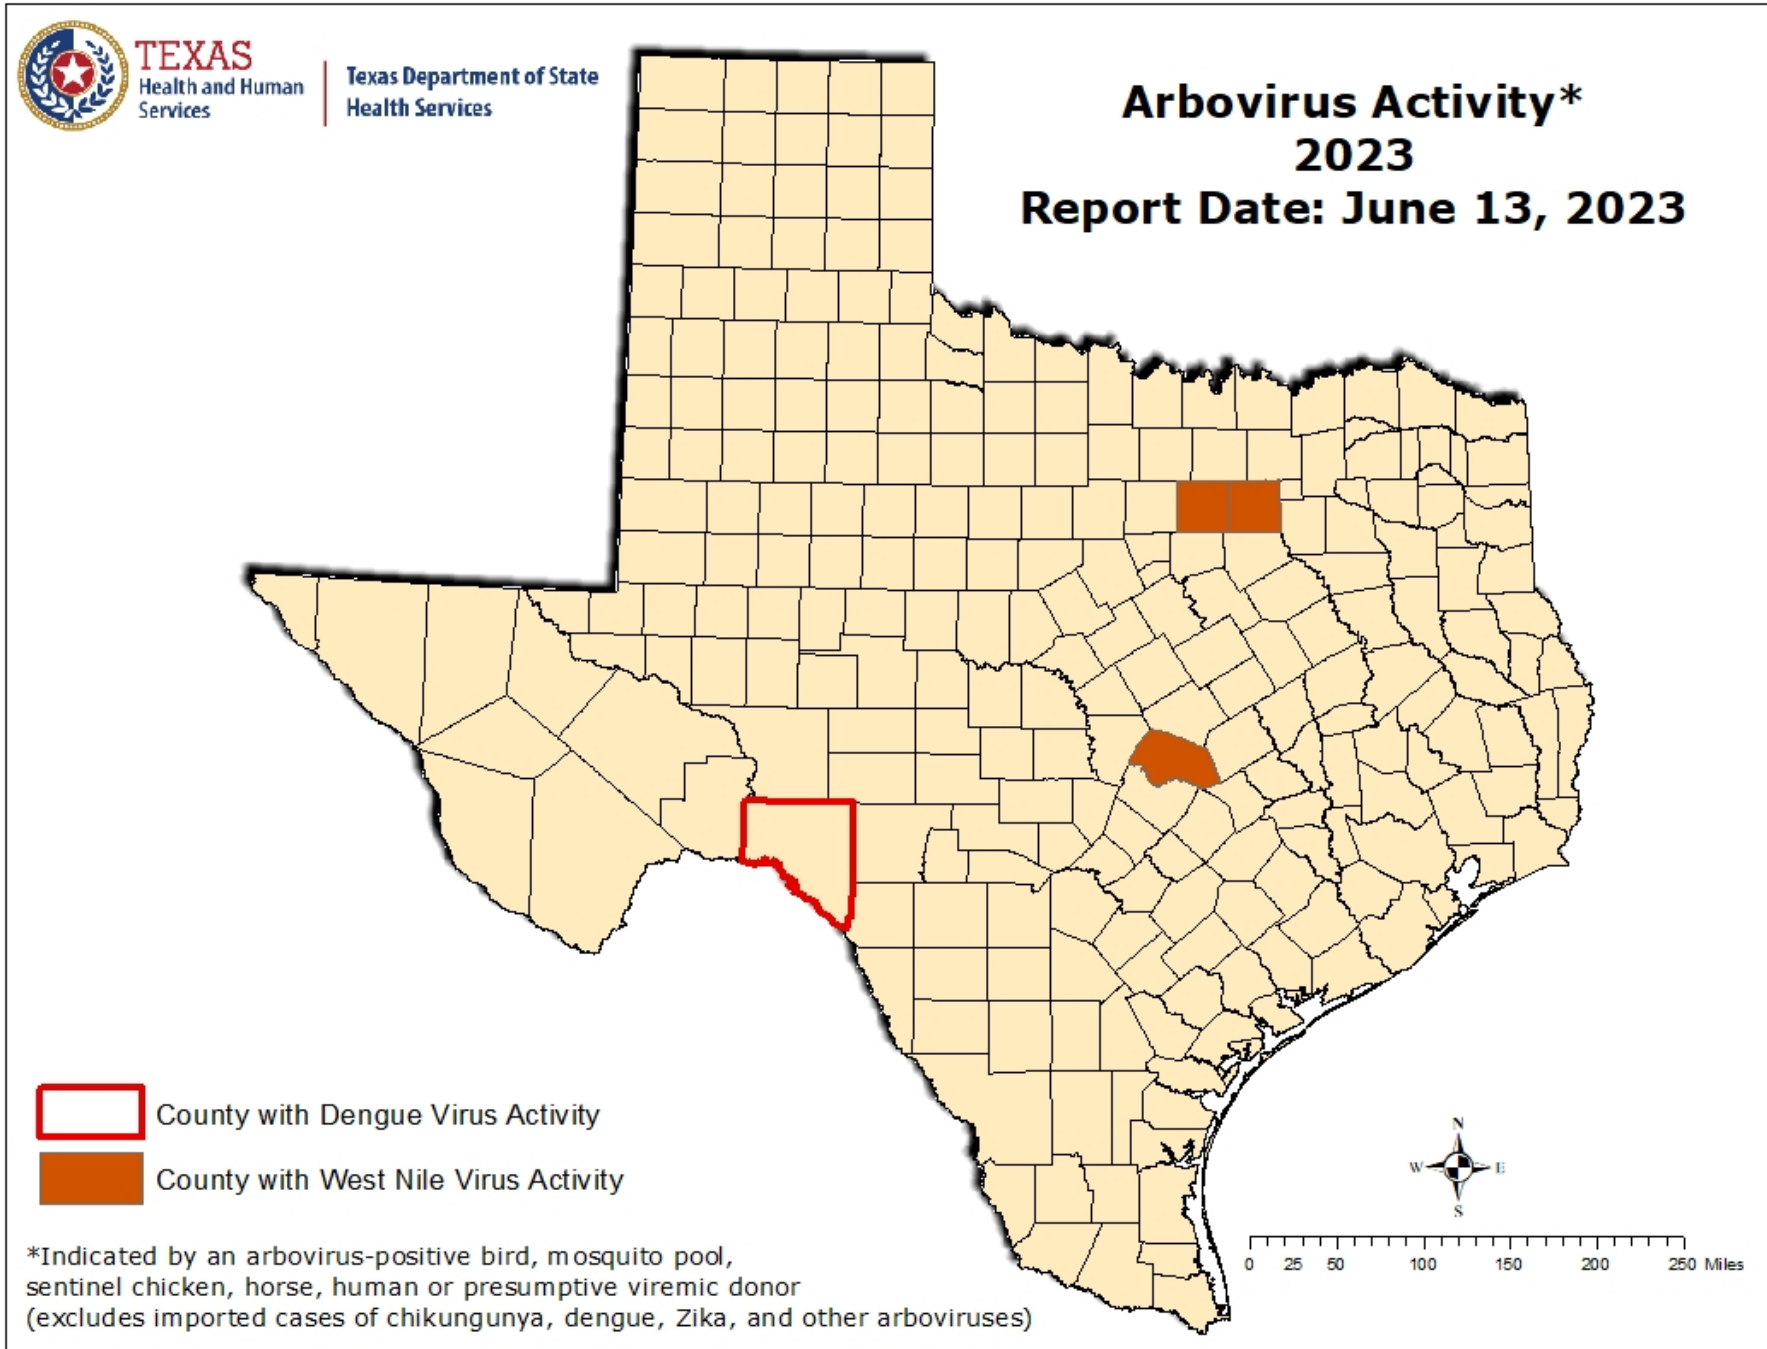 TEXAS
Health and Human
Services
Texas Department of State
Health Services
Arbovirus Activity*
2023
Report Date: June 13, 2023
County with Dengue Virus Activity
County with West Nile Virus Activity
*Indicated by an arbovirus-positive bird, mosquito pool,
sentinel chicken, horse, human or presumptive viremic donor
(excludes imported cases of chikungunya, dengue, Zika, and other arboviruses)
N
W E
S
0 25 50 100 150 200 250 Miles